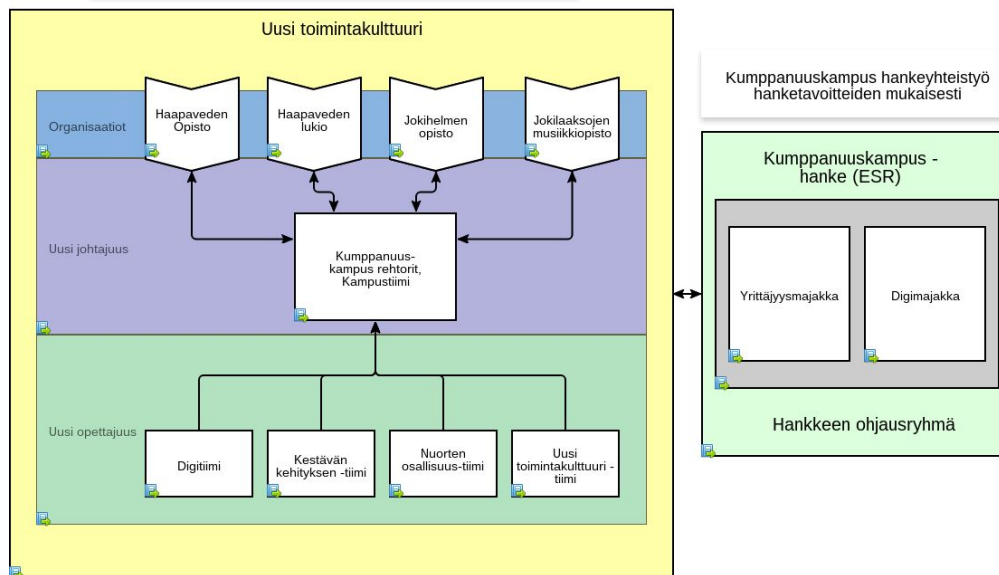 Uusi toimintakulttuuri
Organisaatiot
Haapaveden
Opisto
Haapaveden
lukio
Jokihelmen
opisto
Jokilaaksojen
musiikkiopisto
Uusi johtajuus
Kumppanuus-
kampus rehtorit,
Kampustiimi
Uusi opettajuus
Digitiimi
Kestävän
kehityksen -tiimi
Nuorten
osallisuus-tiimi
Uusi
toimintakulttuuri -
tiimi
Kumppanuuskampus hankeyhteistyö
hanketavoitteiden mukaisesti
Kumppanuuskampus -
hanke (ESR)
Yrittäjyysmajakka
Digimajakka
Hankkeen ohjausryhmä